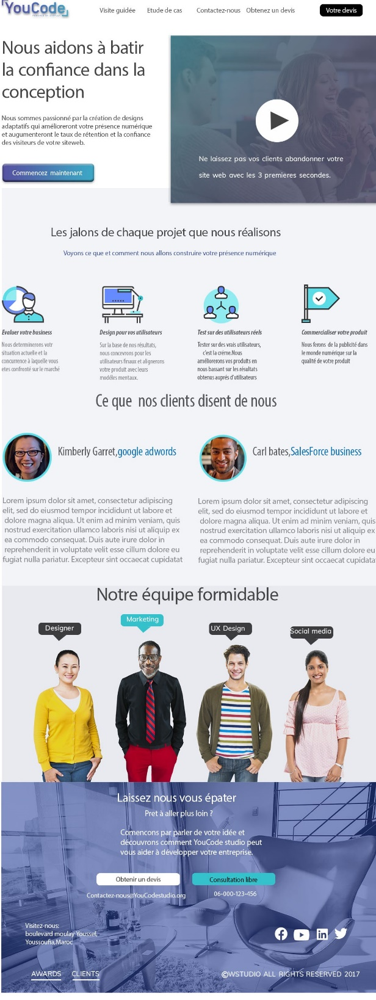 YouCode
Visite guidée
Etude de cas
Contactez-nous
Obtenez un devis
Votre devis
Nous aidons à batir
la confiance dans la
conception
Nous sommes passionné par la création de designs
adaptatifs qui amélioreront votre présence numérique
et augumenteront le taux de rétention et la confiance
des visiteurs de votre siteweb.
Commencez maintenant
Ne laissez pas vos clients abandonner votre
site web avec les 3 premieres secondes.
Les jalons de chaque projet que nous réalisons
Voyons ce que et comment nous allons construire votre présence numérique
Evaluer votre business
Nous determinerons votr
situation actuelle et la
concurrence à laquelle vous
etes confronté sur le marché
Design pour vos utilisateurs
Sur la base de nos résultats,
nous concevrons pour les
utilisateurs finaux et alignerons
votre produit avec leurs
modéles mentaux.
Test sur des utilisateurs réels
Tester sur des vrais utilisateurs,
c'est la créme.Nous
améliorerons vos produits en
nous bassant sur les résultats
obtenus auprés d'utilisateurs
Commercialiser votre produit
Nous ferons de la publicité dans
le monde numérique sur la
qualité de votre produit
Ce que nos clients disent de nous
Kimberly Garret,google adwords
Lorem ipsum dolor sit amet, consectetur adipiscing
elit, sed do eiusmod tempor incididunt ut labore et
dolore magna aliqua. Ut enim ad minim veniam, quis
nostrud exercitation ullamco laboris nisi ut aliquip ex
ea commodo consequat. Duis aute irure dolor in
reprehenderit in voluptate velit esse cillum dolore eu
fugiat nulla pariatur. Excepteur sint occaecat cupidatat
Carl bates,SalesForce business
Lorem ipsum dolor sit amet, consectetur adipiscing
elit, sed do eiusmod tempor incididunt ut labore et
dolore magna aliqua. Ut enim ad minim veniam, quis
nostrud exercitation ullamco laboris nisi ut aliquip ex
ea commodo consequat. Duis aute irure dolor in
reprehenderit in voluptate velit esse cillum dolore eu
fugiat nulla pariatur. Excepteur sint occaecat cupidata
Notre équipe formidable
Designer
Marketing
UX Design
Social media
Laissez nous vous épater
Pret à aller plus loin ?
Comencons par parler de votre idée et
découvrons comment YouCode studio peut
vous aider à développer votre entreprise.
Obtenir un devis
Consultation libre
Contactez-nous@YouCodestudio.org
06-000-123-456
Visitez-nous:
boulevard moulay Youssef,
Youssoufia,Maroc
AWARDS
CLIENTS
©WSTUDIO ALL RIGHTS RESERVED 2017